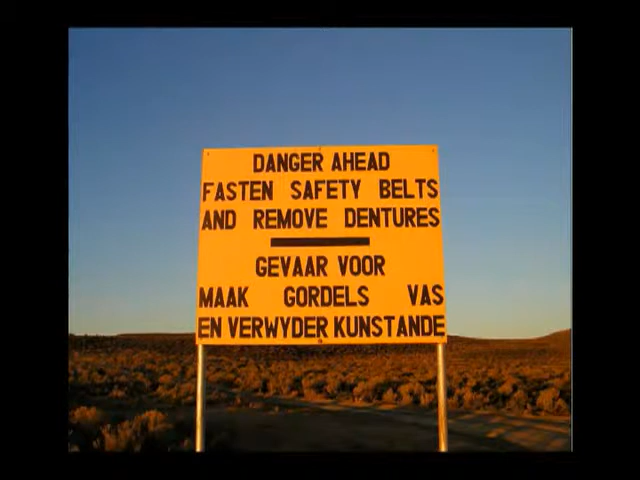 DANGER AHEAD
FASTEN SAFETY BELTS
AND REMOVE DENTURES
GEVAAR VOOR
MAAK GORDELS VAS
EN VERWYDER KUNSTANDE